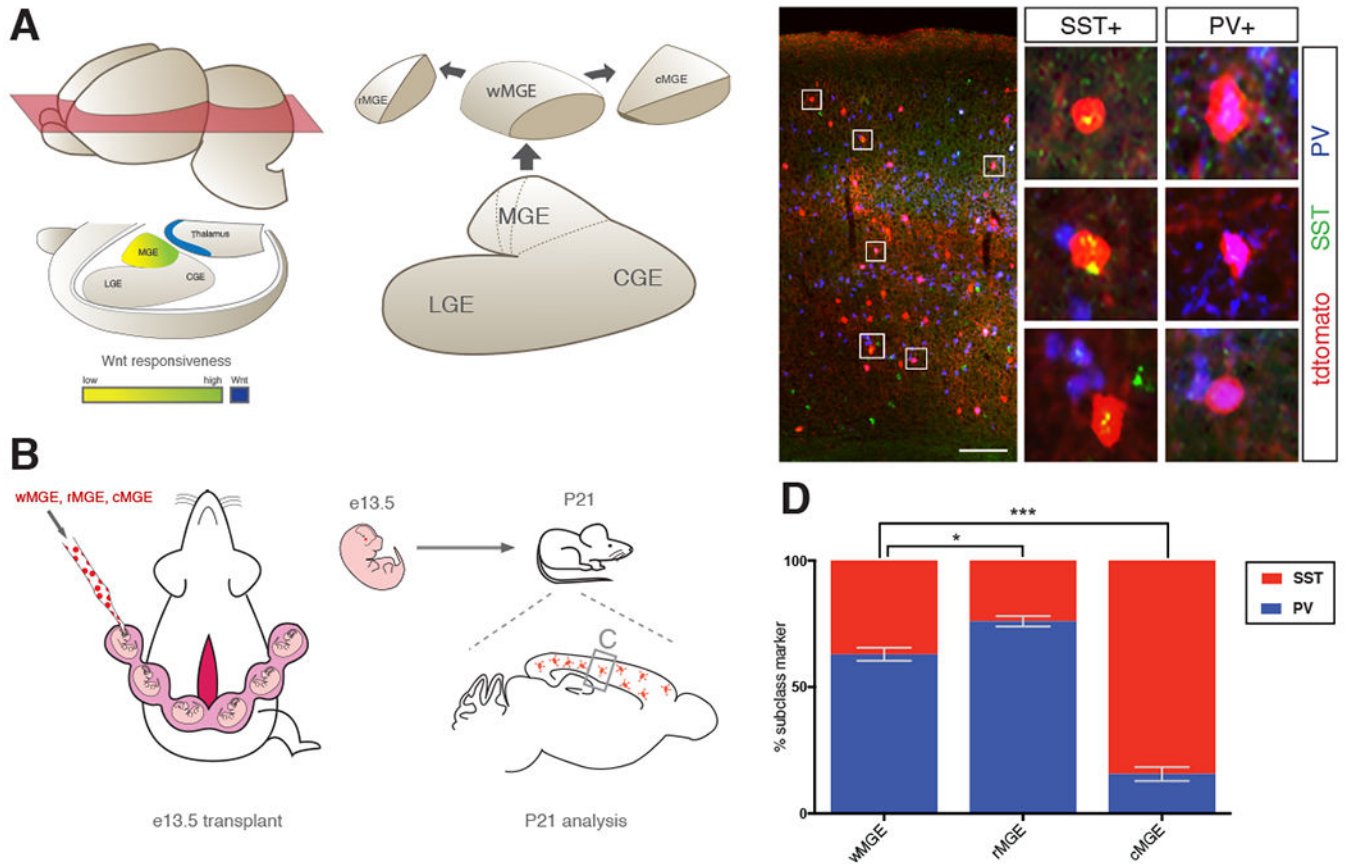 A
rMGE
wMGE
cMGE
MGE
LGE
CGE
Thalamus
MGE
LGE
CGE
Wnt responsiveness
low
high
Wnt
SST+
PV+
tdtomato SST PV
B
wMGE, rMGE, cMGE
e13.5
P21
C
e13.5 transplant
P21 analysis
D
***
*
% subclass marker
100
50
0
wMGE
rMGE
cMGE
SST
PV